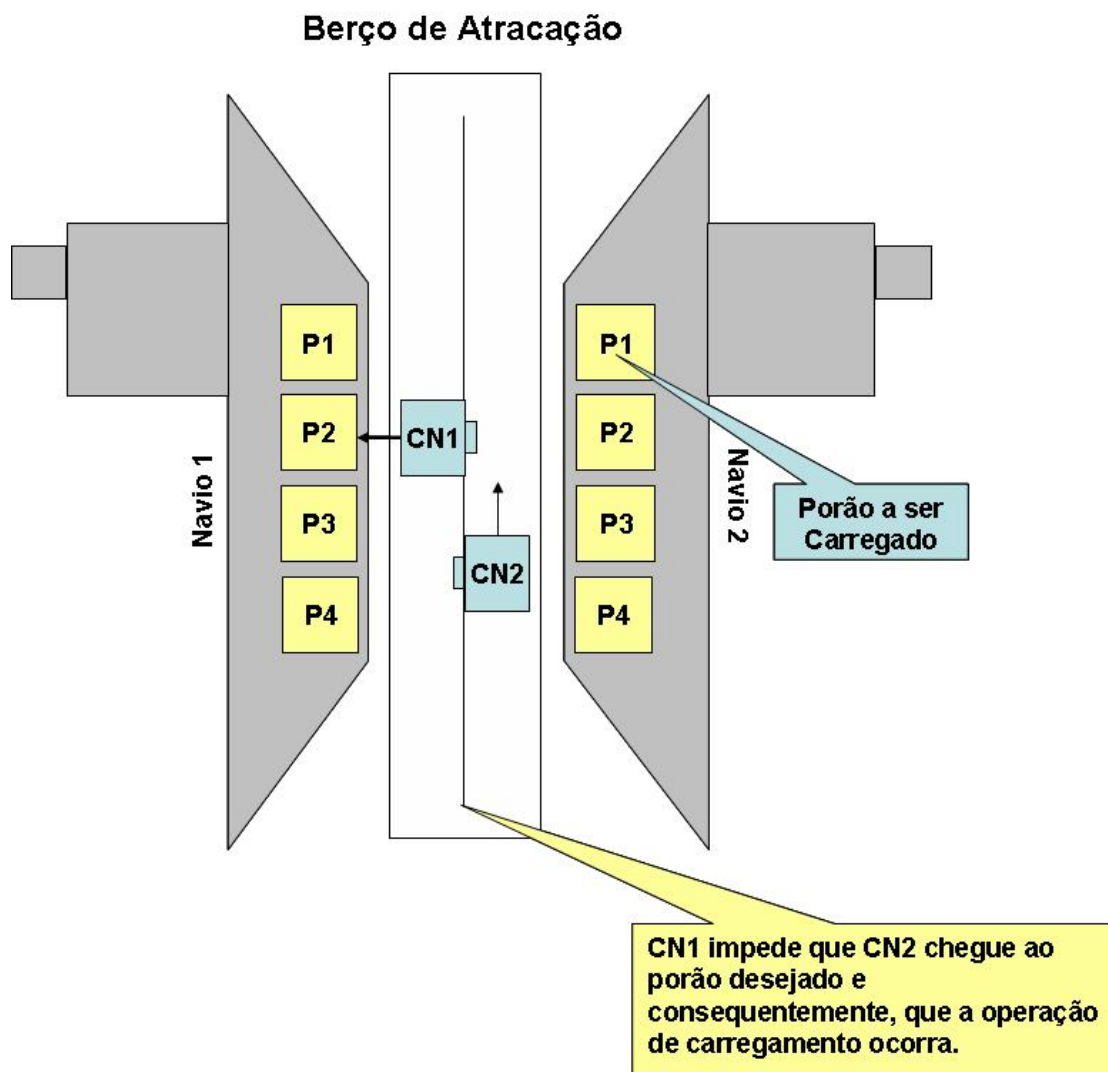 Berço de Atracação
Navio 1
P1
P2
P3
P4
CN1
CN2
P1
P2
P3
P4
Navio 2
Porão a ser
Carregado
CN1 impede que CN2 chegue ao
porão desejado e
consequentemente, que a operação
de carregamento ocorra.